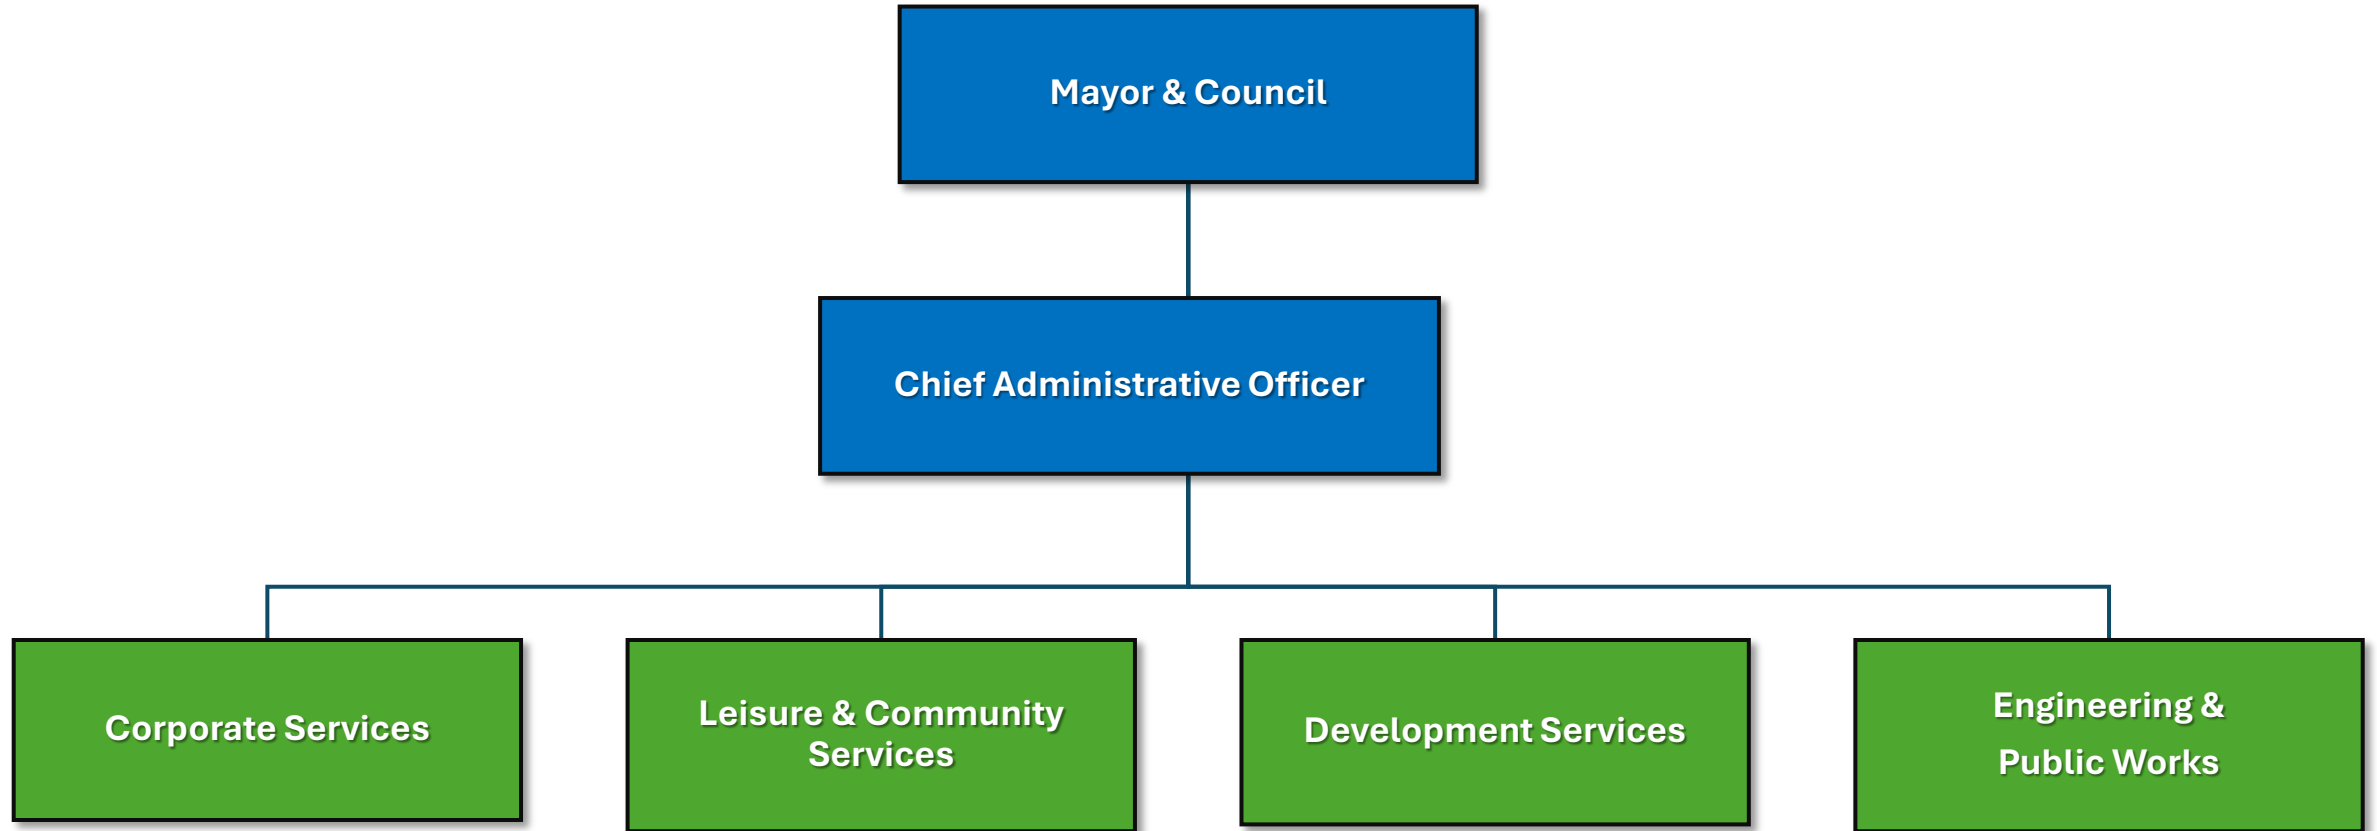 Mayor & Council
Chief Administrative Officer
Corporate Services
Leisure & Community
Services
Development Services
Engineering &
Public Works